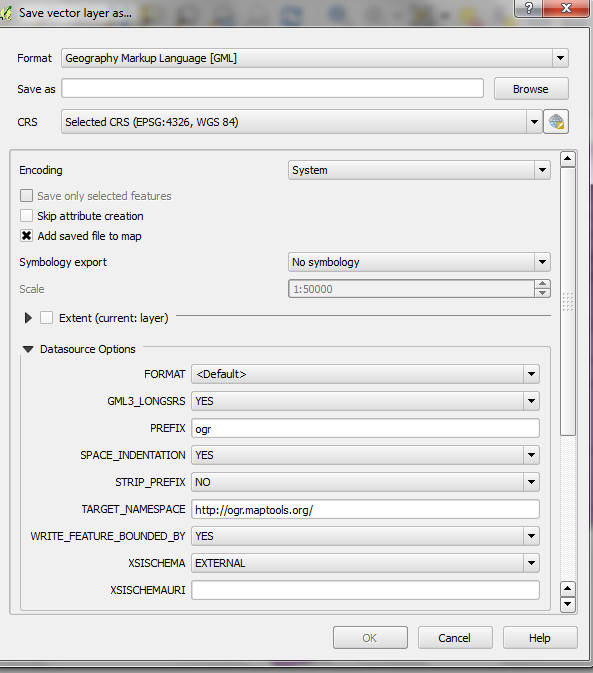 Save vector layer as...
?
Format Geography Markup Language [GML]
Save as Browse
CRS Selected CRS (EPSG:4326, WGS 84)
Encoding System
Save only selected features
Skip attribute creation
Add saved file to map
Symbology export No symbology
Scale 1:50000
Extent (current: layer)
Datasource Options
FORMAT <Default>
GML3_LONGSRS YES
PREFIX ogr
SPACE_INDENTATION YES
STRIP_PREFIX NO
TARGET_NAMESPACE http://ogr.maptools.org/
WRITE_FEATURE_BOUNDED_BY YES
XSISCHEMA EXTERNAL
XSISCHEMAURI
OK Cancel Help